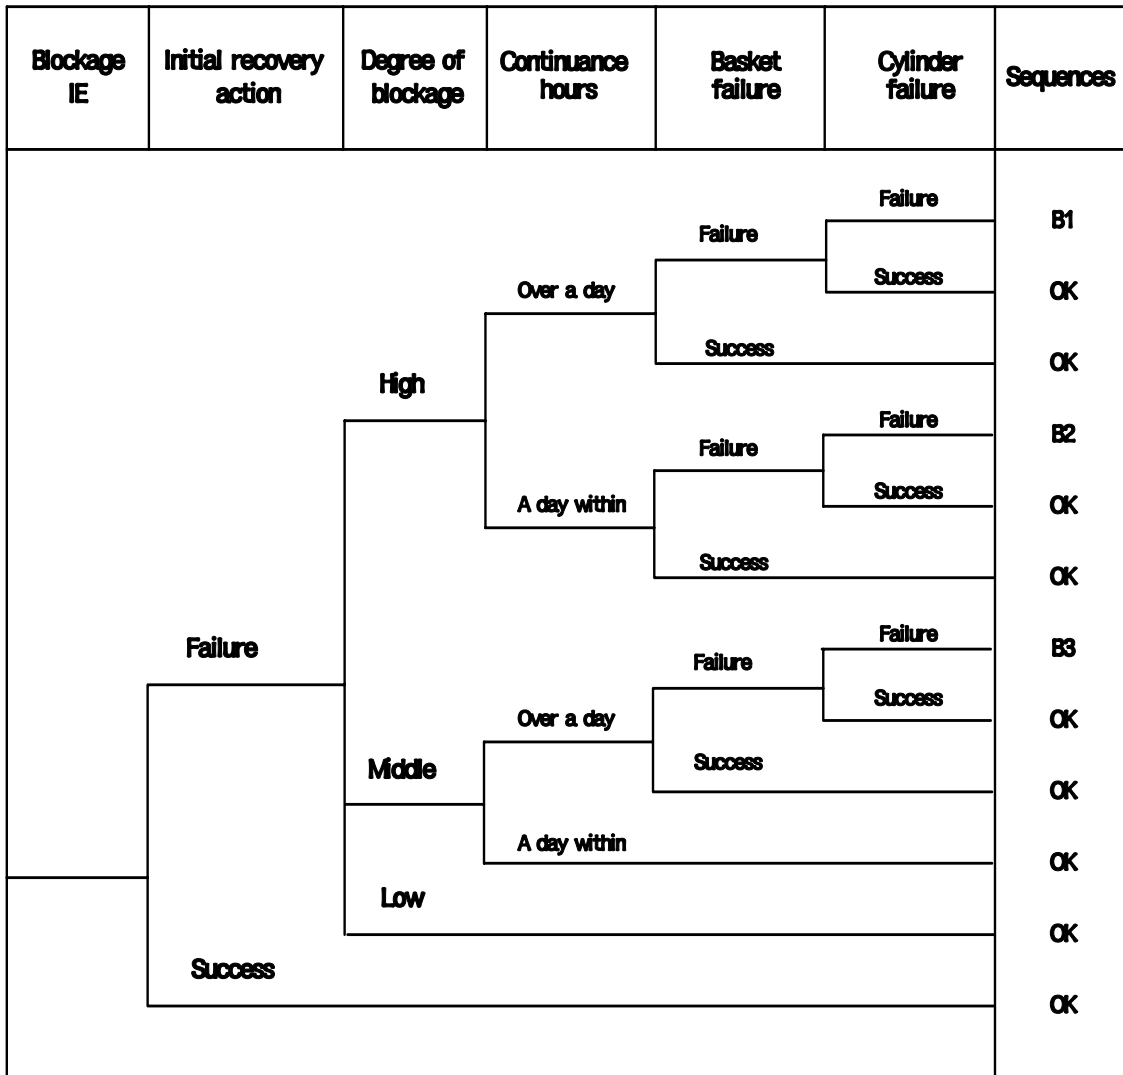 Blockage
IE
Initial recovery
action
Degree of
blockage
Continuance
hours
Basket
failure
Cylinder
failure
Sequences
Failure
B1
Failure
Success
Over a day
OK
Success
OK
High
Failure
B2
Failure
Success
A day within
OK
Success
OK
Failure
Failure
B3
Failure
Success
Over a day
OK
Middle
Success
OK
A day within
OK
Low
OK
Success
OK